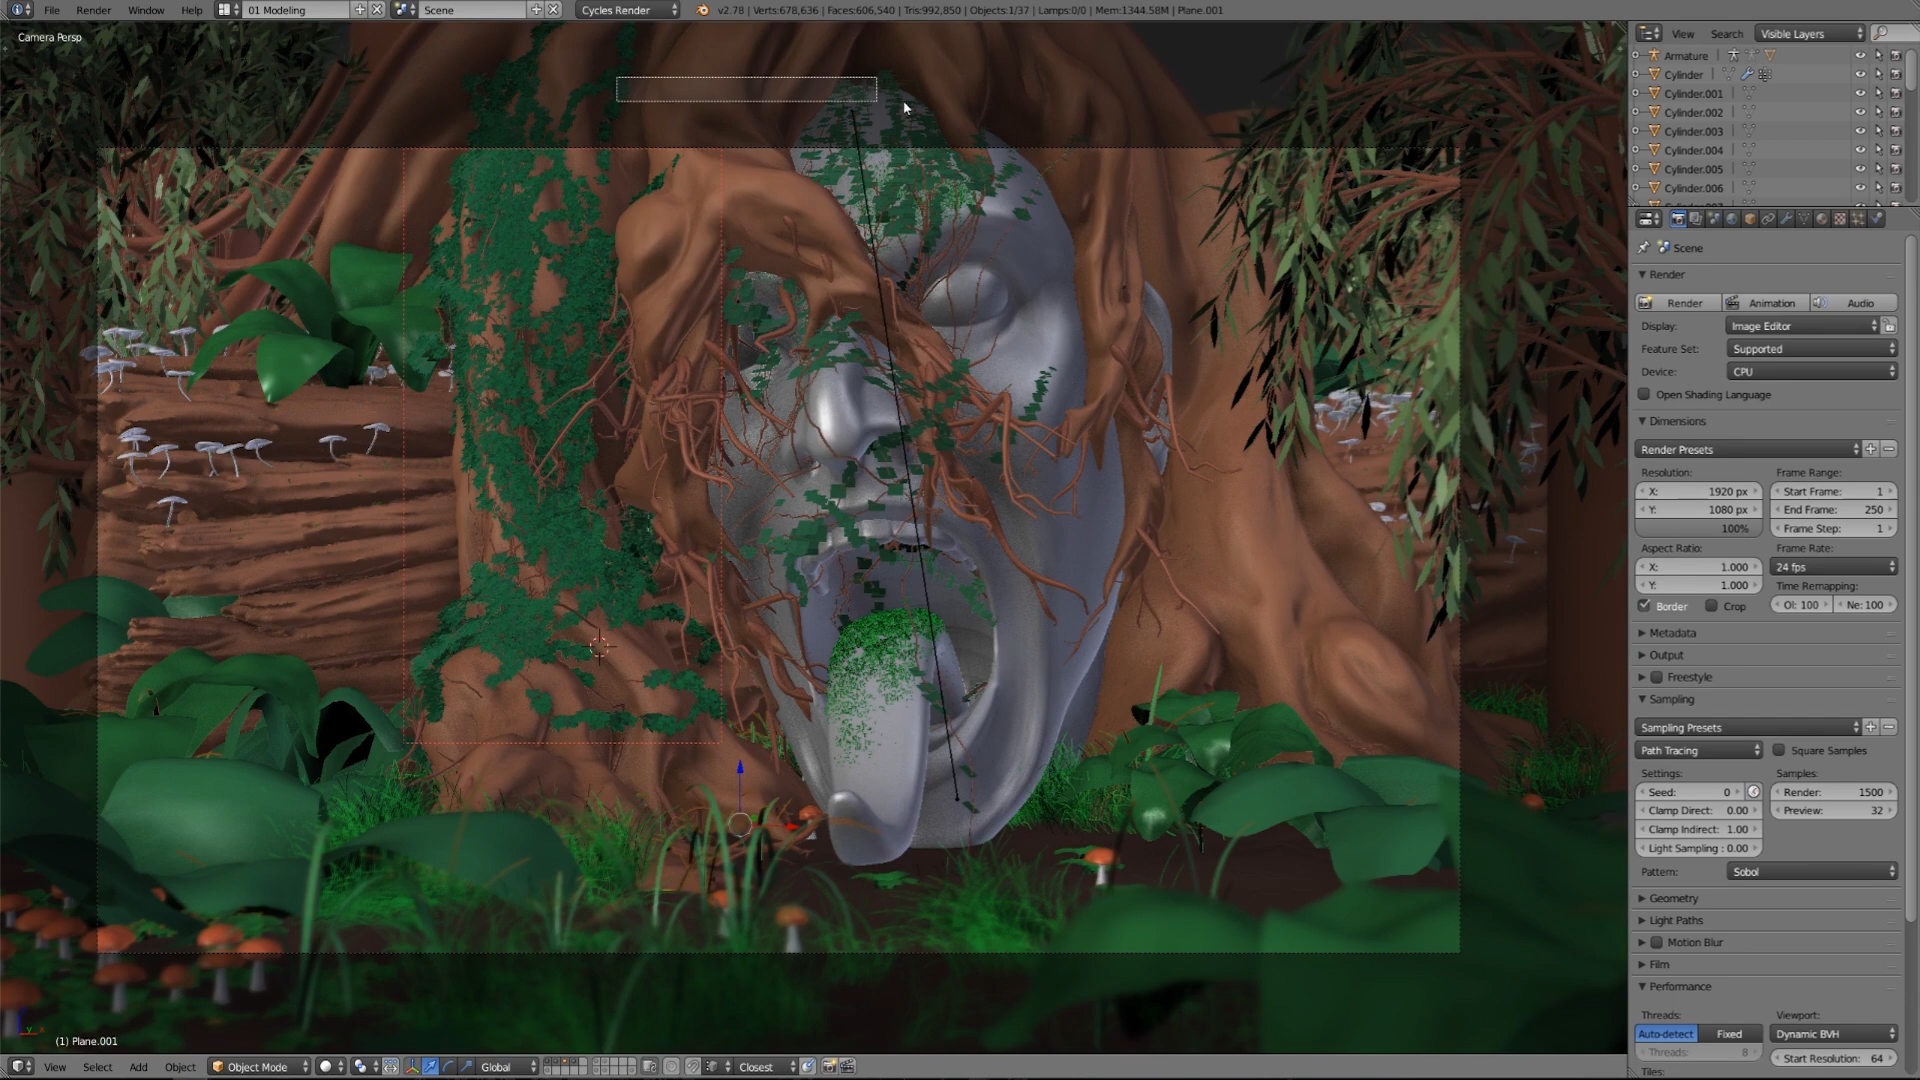 File Render Window Help 01 Modeling Scene Cycles Render v2.78 | Verts:678,636 | Faces:606,540 | Tris:992,850 | Objects:1/37 | Lamps:0/0 | Mem:1344.58M | Plane.001
Camera Persp
View Search Visible Layers
Armature
Cylinder
Cylinder.001
Cylinder.002
Cylinder.003
Cylinder.004
Cylinder.005
Cylinder.006
Scene
Render
Render Animation Audio
Display: Image Editor
Feature Set: Supported
Device: CPU
Open Shading Language
Dimensions
Render Presets
Resolution: Frame Range:
X: 1920 px Start Frame: 1
Y: 1080 px End Frame: 250
100% Frame Step: 1
Aspect Ratio: Frame Rate:
X: 1.000 24 fps
Y: 1.000 Time Remapping:
Border Crop Ol: 100 Ne: 100
Metadata
Output
Freestyle
Sampling
Sampling Presets
Path Tracing Square Samples
Settings: Samples:
Seed: 0 Render: 1500
Clamp Direct: 0.00 Preview: 32
Clamp Indirect: 1.00
Light Sampling : 0.00
Pattern: Sobol
Geometry
Light Paths
Motion Blur
Film
Performance
Threads: Viewport:
Auto-detect Fixed Dynamic BVH
Threads: 8 Start Resolution: 64
Tiles:
(1) Plane.001
View Select Add Object Object Mode Global Closest